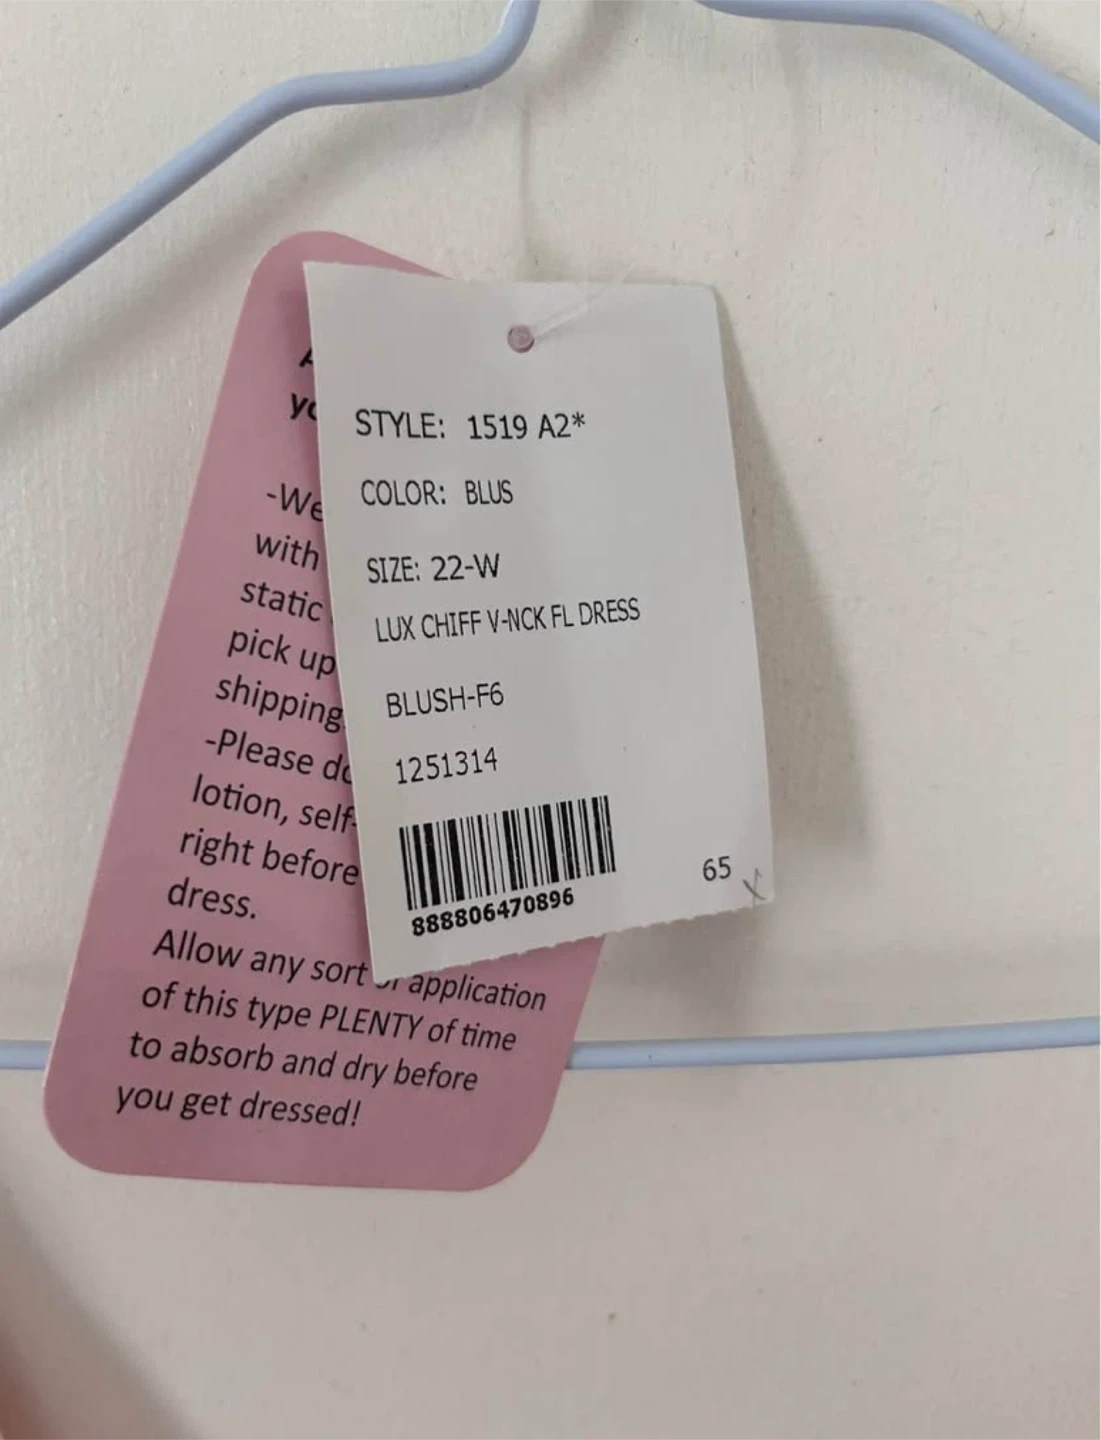 STYLE: 1519 A2*
COLOR: BLUS
SIZE: 22-W
LUX CHIFF V-NCK FL DRESS
BLUSH-F6
1251314
888806470896
65
-We
with
static
pick up
shipping
-Please do
lotion, self-
right before
dress.
Allow any sort of application
of this type PLENTY of time
to absorb and dry before
you get dressed!